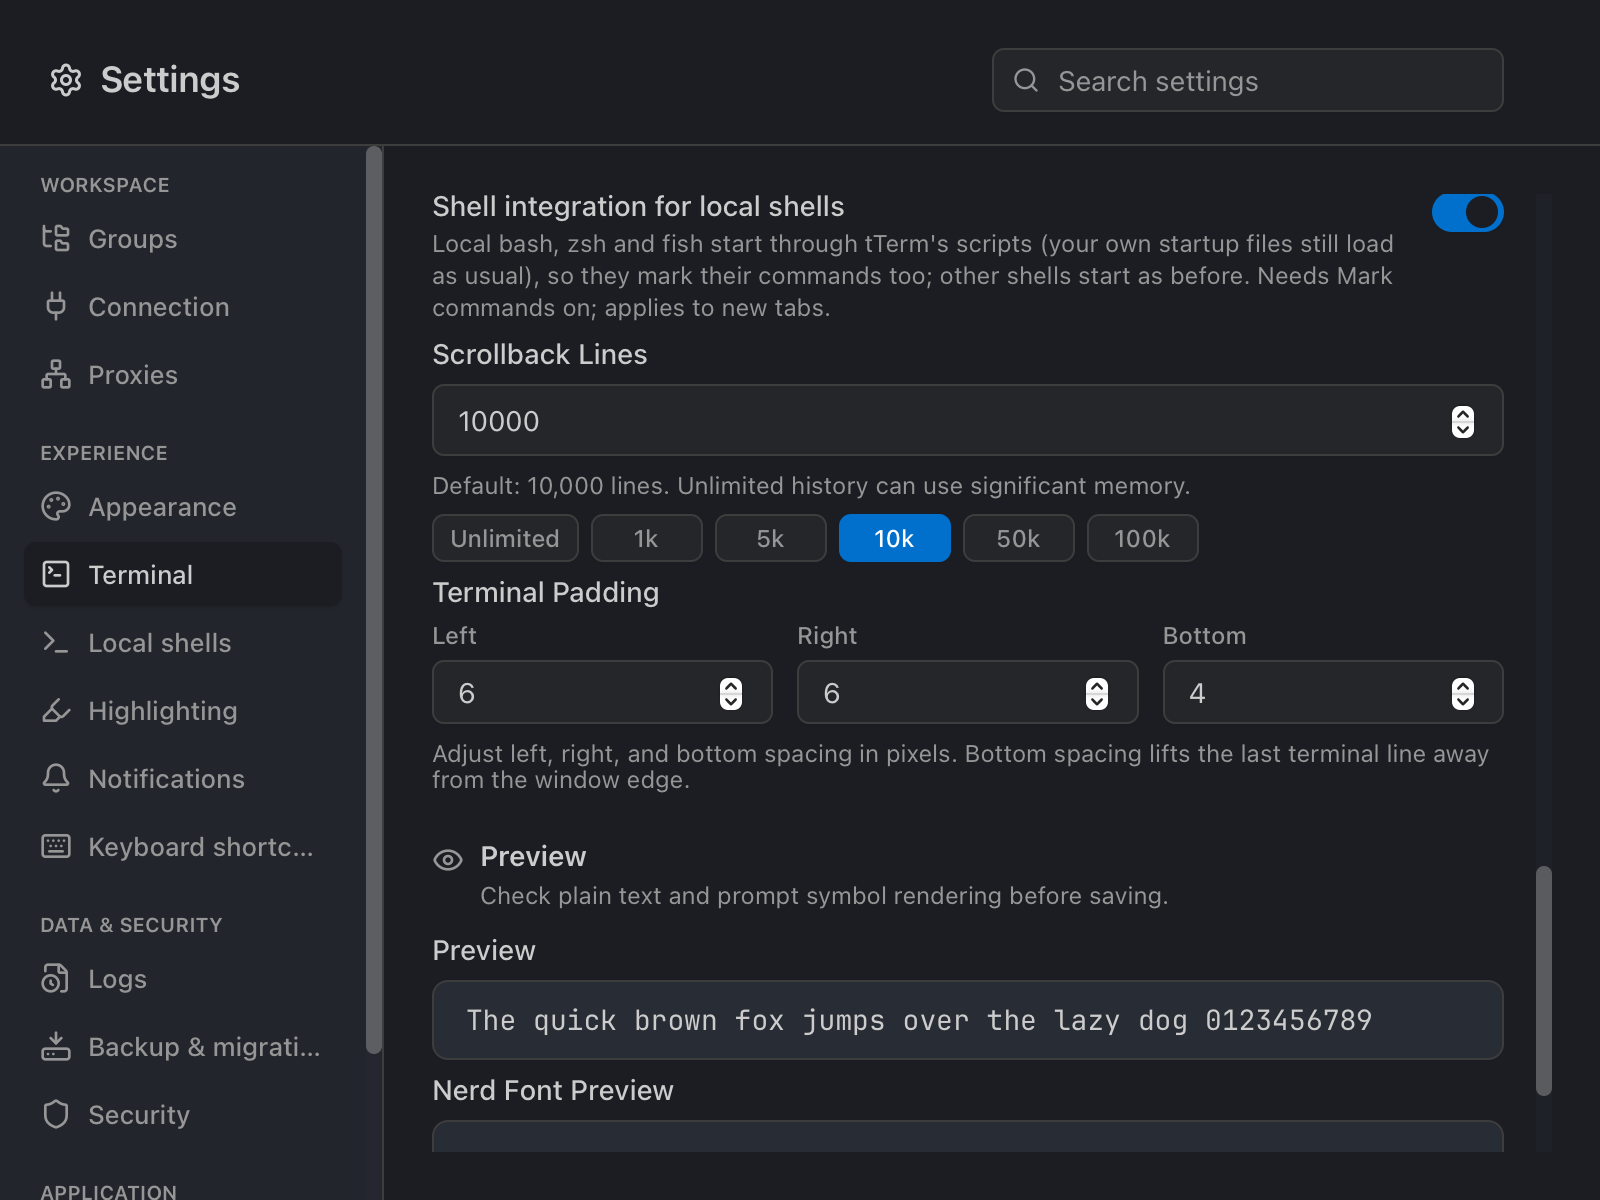 Settings
Search settings
WORKSPACE
Groups
Connection
Proxies
EXPERIENCE
Appearance
Terminal
Local shells
Highlighting
Notifications
Keyboard shortc...
DATA & SECURITY
Logs
Backup & migrati...
Security
APPLICATION
Shell integration for local shells
Local bash, zsh and fish start through tTerm's scripts (your own startup files still load
as usual), so they mark their commands too; other shells start as before. Needs Mark
commands on; applies to new tabs.
Scrollback Lines
10000
Default: 10,000 lines. Unlimited history can use significant memory.
Unlimited 1k 5k 10k 50k 100k
Terminal Padding
Left Right Bottom
6 6 4
Adjust left, right, and bottom spacing in pixels. Bottom spacing lifts the last terminal line away
from the window edge.
Preview
Check plain text and prompt symbol rendering before saving.
Preview
The quick brown fox jumps over the lazy dog 0123456789
Nerd Font Preview